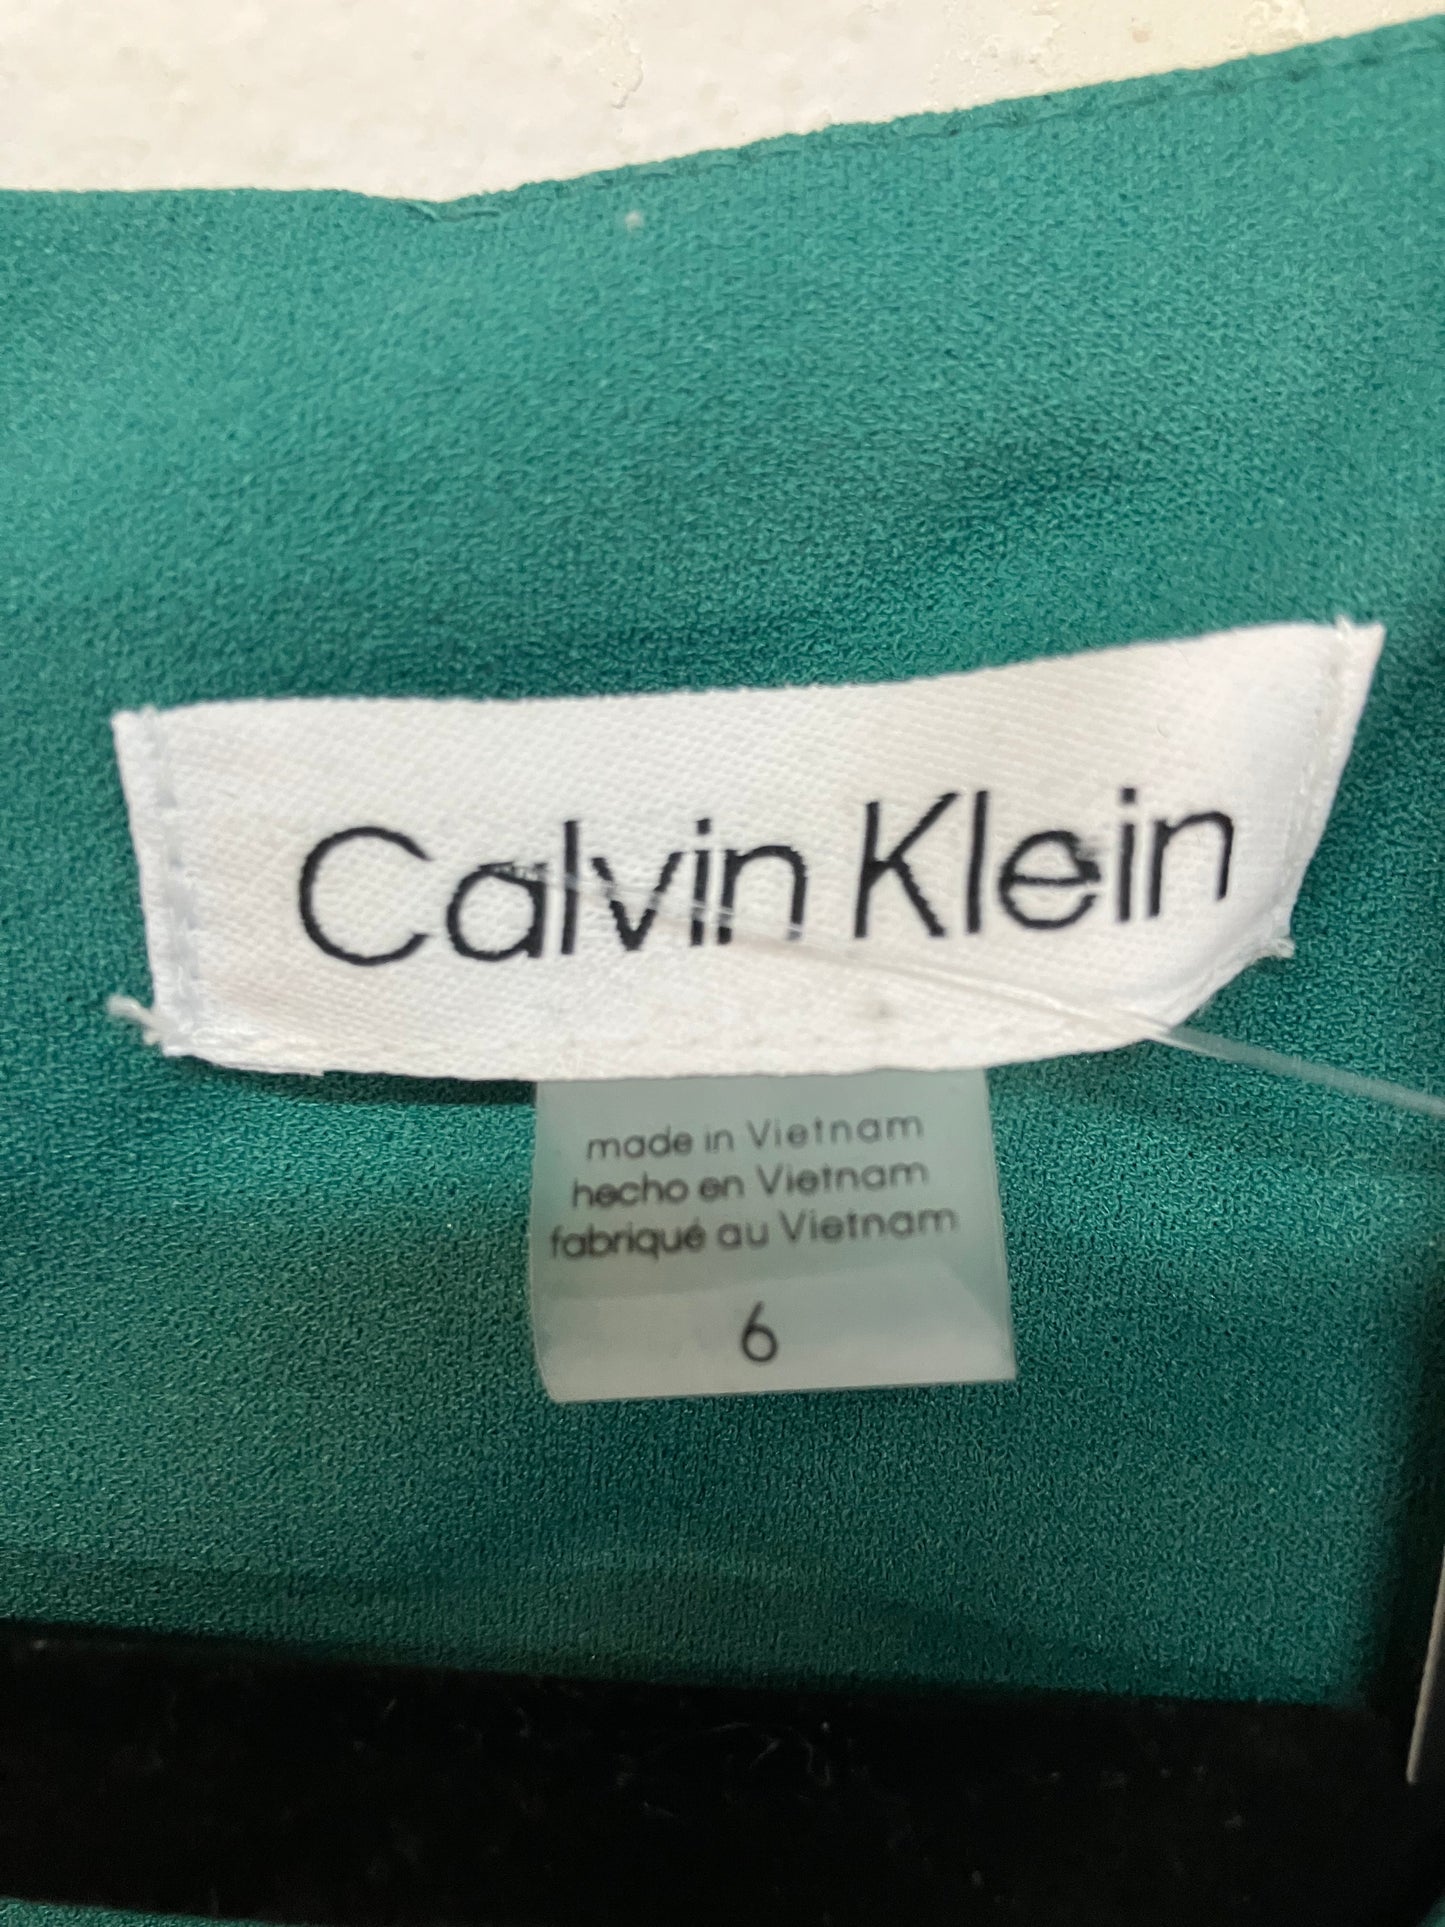 Calvin Klein
made in Vietnam
hecho en Vietnam
fabriqué au Vietnam
6